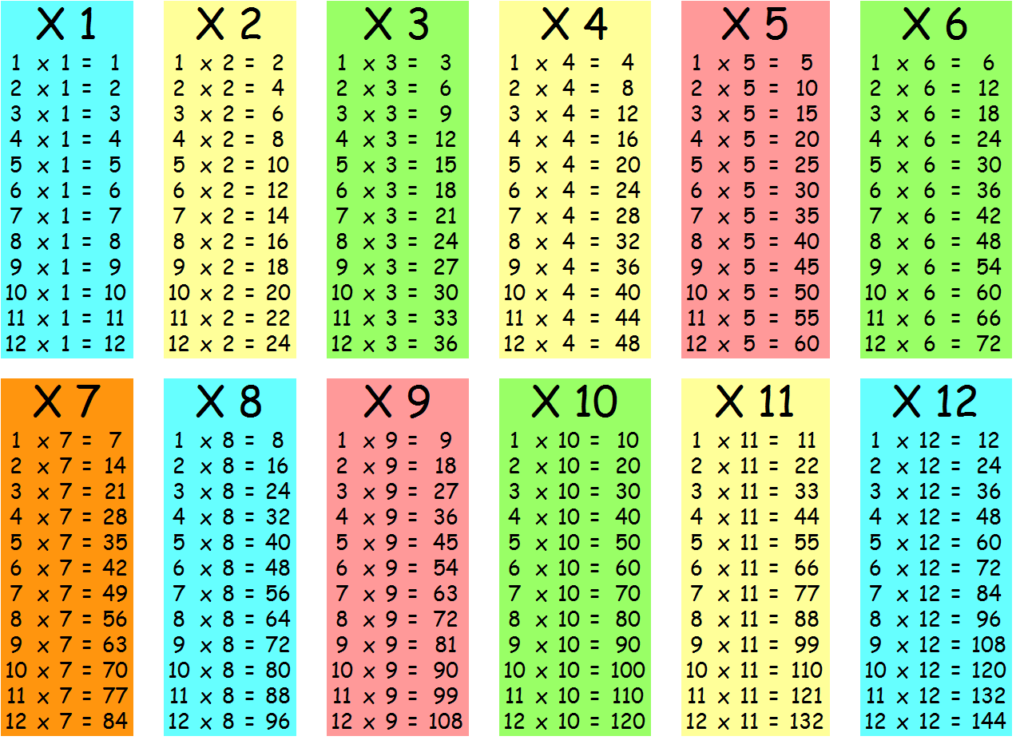 X 1
1 x 1 = 1
2 x 1 = 2
3 x 1 = 3
4 x 1 = 4
5 x 1 = 5
6 x 1 = 6
7 x 1 = 7
8 x 1 = 8
9 x 1 = 9
10 x 1 = 10
11 x 1 = 11
12 x 1 = 12
X 2
1 x 2 = 2
2 x 2 = 4
3 x 2 = 6
4 x 2 = 8
5 x 2 = 10
6 x 2 = 12
7 x 2 = 14
8 x 2 = 16
9 x 2 = 18
10 x 2 = 20
11 x 2 = 22
12 x 2 = 24
X 3
1 x 3 = 3
2 x 3 = 6
3 x 3 = 9
4 x 3 = 12
5 x 3 = 15
6 x 3 = 18
7 x 3 = 21
8 x 3 = 24
9 x 3 = 27
10 x 3 = 30
11 x 3 = 33
12 x 3 = 36
X 4
1 x 4 = 4
2 x 4 = 8
3 x 4 = 12
4 x 4 = 16
5 x 4 = 20
6 x 4 = 24
7 x 4 = 28
8 x 4 = 32
9 x 4 = 36
10 x 4 = 40
11 x 4 = 44
12 x 4 = 48
X 5
1 x 5 = 5
2 x 5 = 10
3 x 5 = 15
4 x 5 = 20
5 x 5 = 25
6 x 5 = 30
7 x 5 = 35
8 x 5 = 40
9 x 5 = 45
10 x 5 = 50
11 x 5 = 55
12 x 5 = 60
X 6
1 x 6 = 6
2 x 6 = 12
3 x 6 = 18
4 x 6 = 24
5 x 6 = 30
6 x 6 = 36
7 x 6 = 42
8 x 6 = 48
9 x 6 = 54
10 x 6 = 60
11 x 6 = 66
12 x 6 = 72
X 7
1 x 7 = 7
2 x 7 = 14
3 x 7 = 21
4 x 7 = 28
5 x 7 = 35
6 x 7 = 42
7 x 7 = 49
8 x 7 = 56
9 x 7 = 63
10 x 7 = 70
11 x 7 = 77
12 x 7 = 84
X 8
1 x 8 = 8
2 x 8 = 16
3 x 8 = 24
4 x 8 = 32
5 x 8 = 40
6 x 8 = 48
7 x 8 = 56
8 x 8 = 64
9 x 8 = 72
10 x 8 = 80
11 x 8 = 88
12 x 8 = 96
X 9
1 x 9 = 9
2 x 9 = 18
3 x 9 = 27
4 x 9 = 36
5 x 9 = 45
6 x 9 = 54
7 x 9 = 63
8 x 9 = 72
9 x 9 = 81
10 x 9 = 90
11 x 9 = 99
12 x 9 = 108
X 10
1 x 10 = 10
2 x 10 = 20
3 x 10 = 30
4 x 10 = 40
5 x 10 = 50
6 x 10 = 60
7 x 10 = 70
8 x 10 = 80
9 x 10 = 90
10 x 10 = 100
11 x 10 = 110
12 x 10 = 120
X 11
1 x 11 = 11
2 x 11 = 22
3 x 11 = 33
4 x 11 = 44
5 x 11 = 55
6 x 11 = 66
7 x 11 = 77
8 x 11 = 88
9 x 11 = 99
10 x 11 = 110
11 x 11 = 121
12 x 11 = 132
X 12
1 x 12 = 12
2 x 12 = 24
3 x 12 = 36
4 x 12 = 48
5 x 12 = 60
6 x 12 = 72
7 x 12 = 84
8 x 12 = 96
9 x 12 = 108
10 x 12 = 120
11 x 12 = 132
12 x 12 = 144